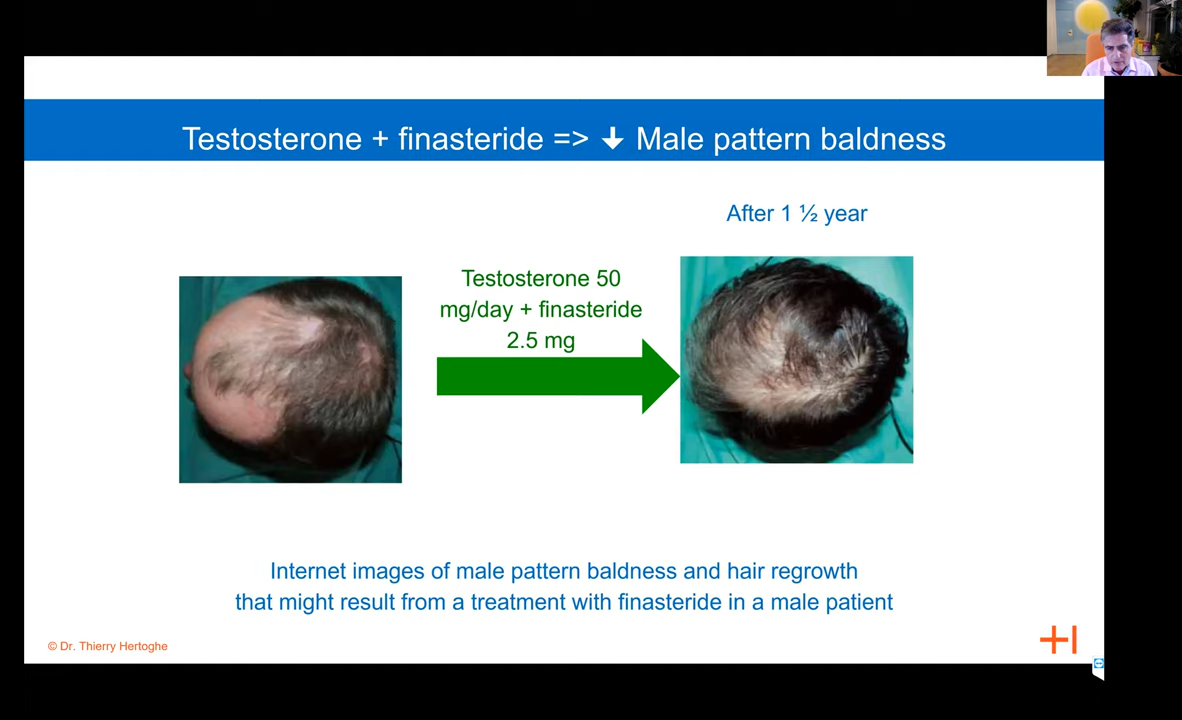 Testosterone + finasteride => ↓ Male pattern baldness
After 1 ½ year
Testosterone 50
mg/day + finasteride
2.5 mg
Internet images of male pattern baldness and hair regrowth
that might result from a treatment with finasteride in a male patient
© Dr. Thierry Hertoghe